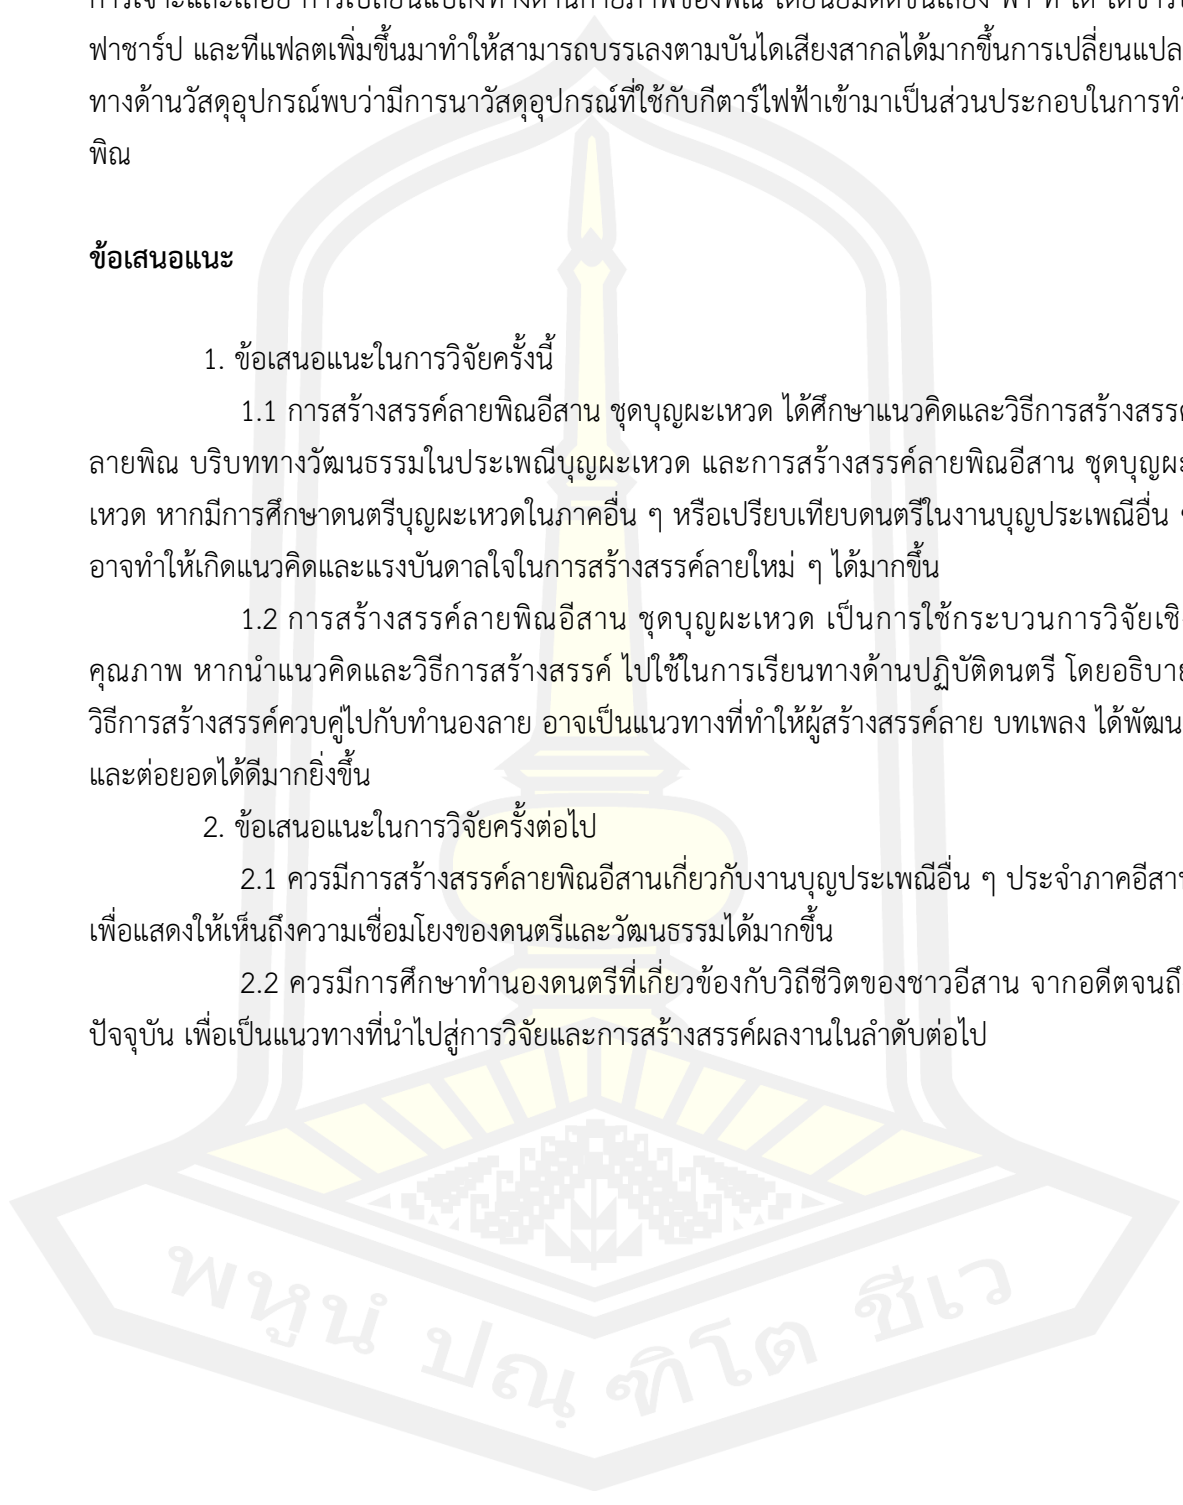 ฟาชาร์ป และทีแฟลตเพิ่มขึ้นมาทำให้สามารถบรรเลงตามบันไดเสียงสากลได้มากขึ้นการเปลี่ยนแปล
ทางด้านวัสดุอุปกรณ์พบว่ามีการนาวัสดุอุปกรณ์ที่ใช้กับกีตาร์ไฟฟ้าเข้ามาเป็นส่วนประกอบในการทำ
พิณ
ข้อเสนอแนะ
1. ข้อเสนอแนะในการวิจัยครั้งนี้
1.1 การสร้างสรรค์ลายพิณอีสาน ชุดบุญผะเหวด ได้ศึกษาแนวคิดและวิธีการสร้างสรรค์
ลายพิณ บริบททางวัฒนธรรมในประเพณีบุญผะเหวด และการสร้างสรรค์ลายพิณอีสาน ชุดบุญผะ
เหวด หากมีการศึกษาดนตรีบุญผะเหวดในภาคอื่น ๆ หรือเปรียบเทียบดนตรีในงานบุญประเพณีอื่น ๆ
อาจทำให้เกิดแนวคิดและแรงบันดาลใจในการสร้างสรรค์ลายใหม่ ๆ ได้มากขึ้น
1.2 การสร้างสรรค์ลายพิณอีสาน ชุดบุญผะเหวด เป็นการใช้กระบวนการวิจัยเชิ
คุณภาพ หากนำแนวคิดและวิธีการสร้างสรรค์ ไปใช้ในการเรียนทางด้านปฏิบัติดนตรี โดยอธิบาย
วิธีการสร้างสรรค์ควบคู่ไปกับทำนองลาย อาจเป็นแนวทางที่ทำให้ผู้สร้างสรรค์ลาย บทเพลง ได้พัฒน
และต่อยอดได้ดีมากยิ่งขึ้น
2. ข้อเสนอแนะในการวิจัยครั้งต่อไป
2.1 ควรมีการสร้างสรรค์ลายพิณอีสานเกี่ยวกับงานบุญประเพณีอื่น ๆ ประจำภาคอีสาน
เพื่อแสดงให้เห็นถึงความเชื่อมโยงของดนตรีและวัฒนธรรมได้มากขึ้น
2.2 ควรมีการศึกษาทำนองดนตรีที่เกี่ยวข้องกับวิถีชีวิตของชาวอีสาน จากอดีตจนถึ
ปัจจุบัน เพื่อเป็นแนวทางที่นำไปสู่การวิจัยและการสร้างสรรค์ผลงานในลำดับต่อไป
พหูนํ ปณฺฑิโต ชีเว